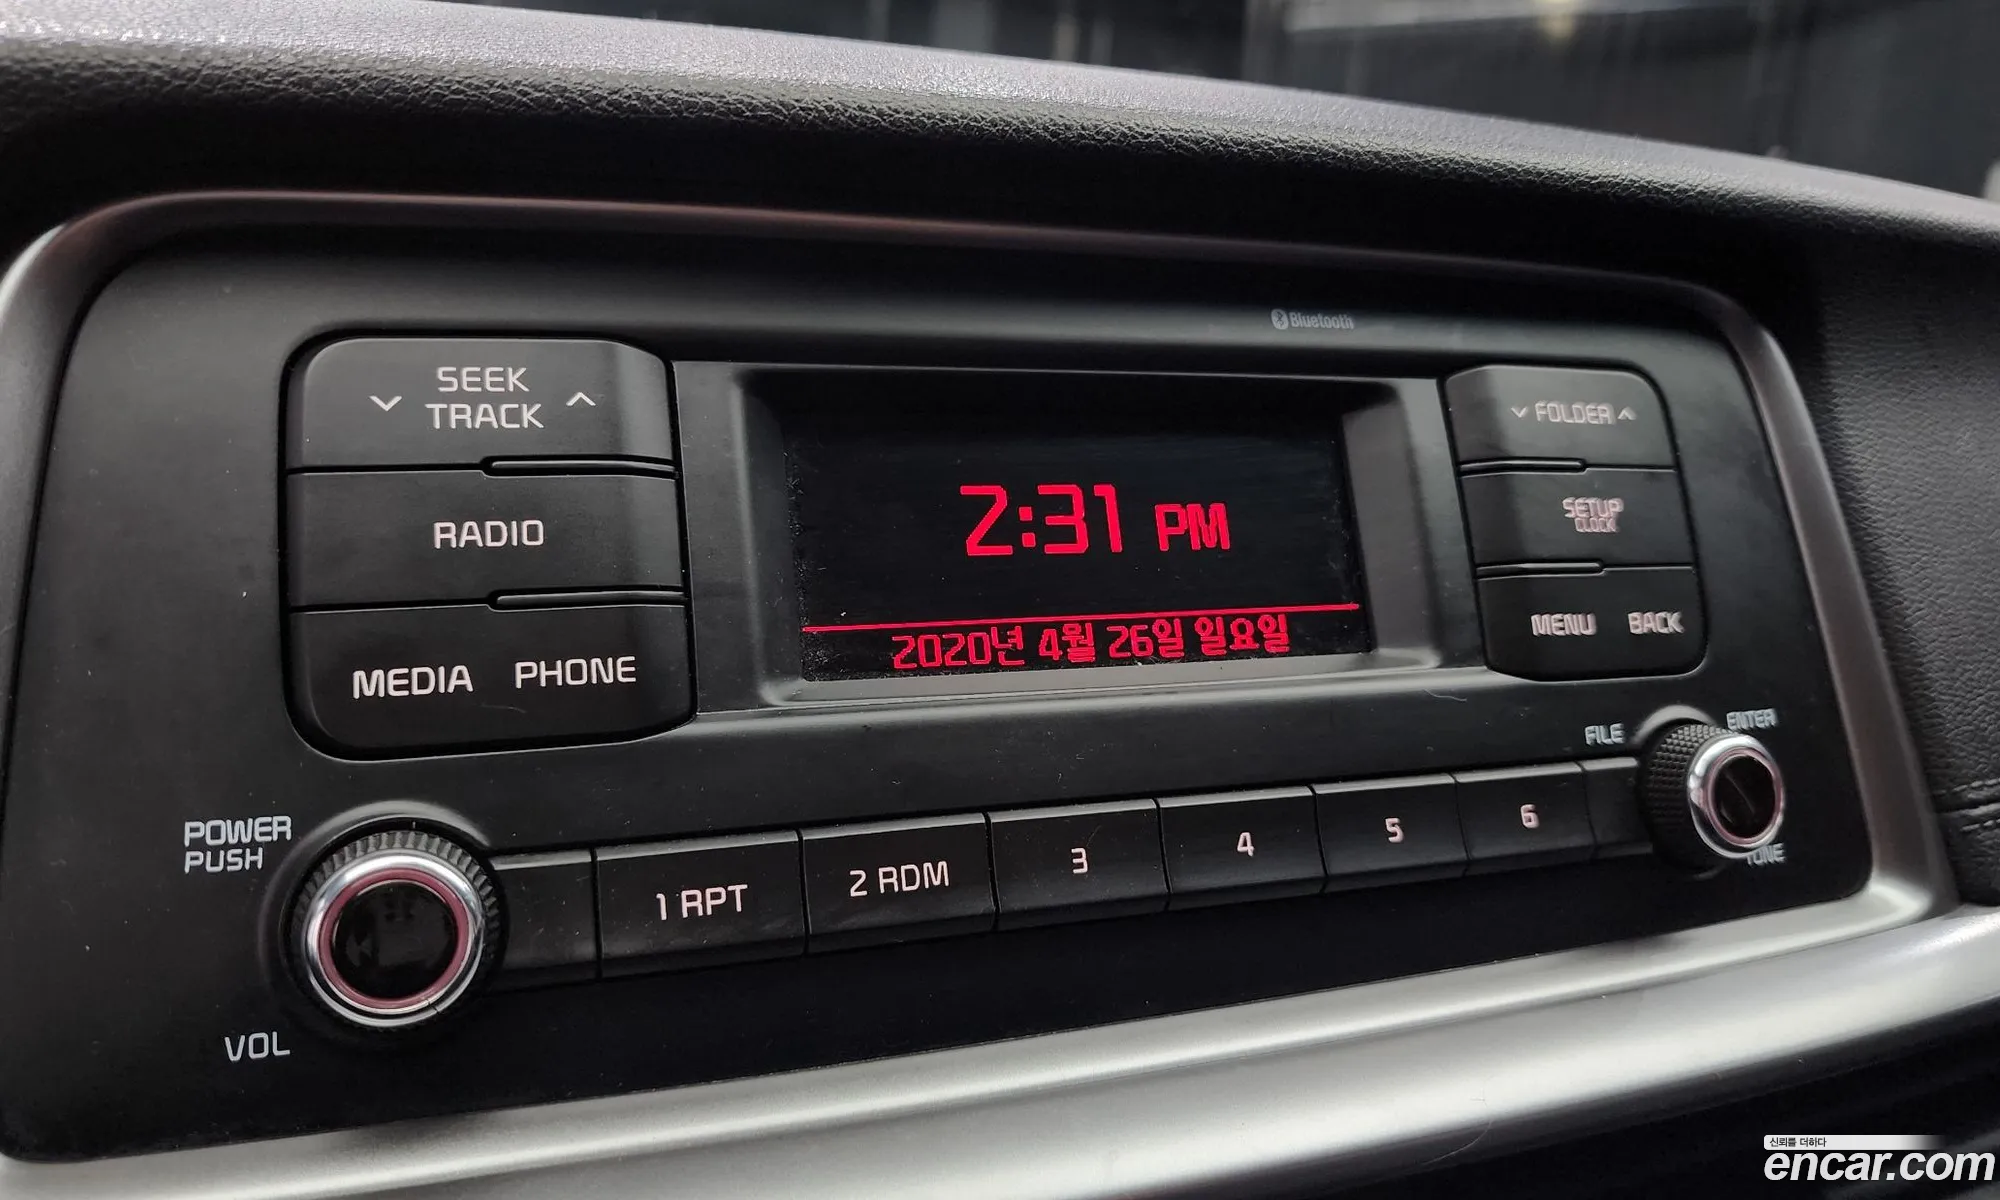 Bluetooth
SEEK
TRACK
FOLDER
RADIO
2:31 PM
SETUP
CLOCK
MEDIA PHONE
2020년 4월 26일 일요일
MENU BACK
POWER
PUSH
VOL
1 RPT
2 RDM
3
4
5
6
FILE
ENTER
TUNE
신뢰를 더하다
encar.com